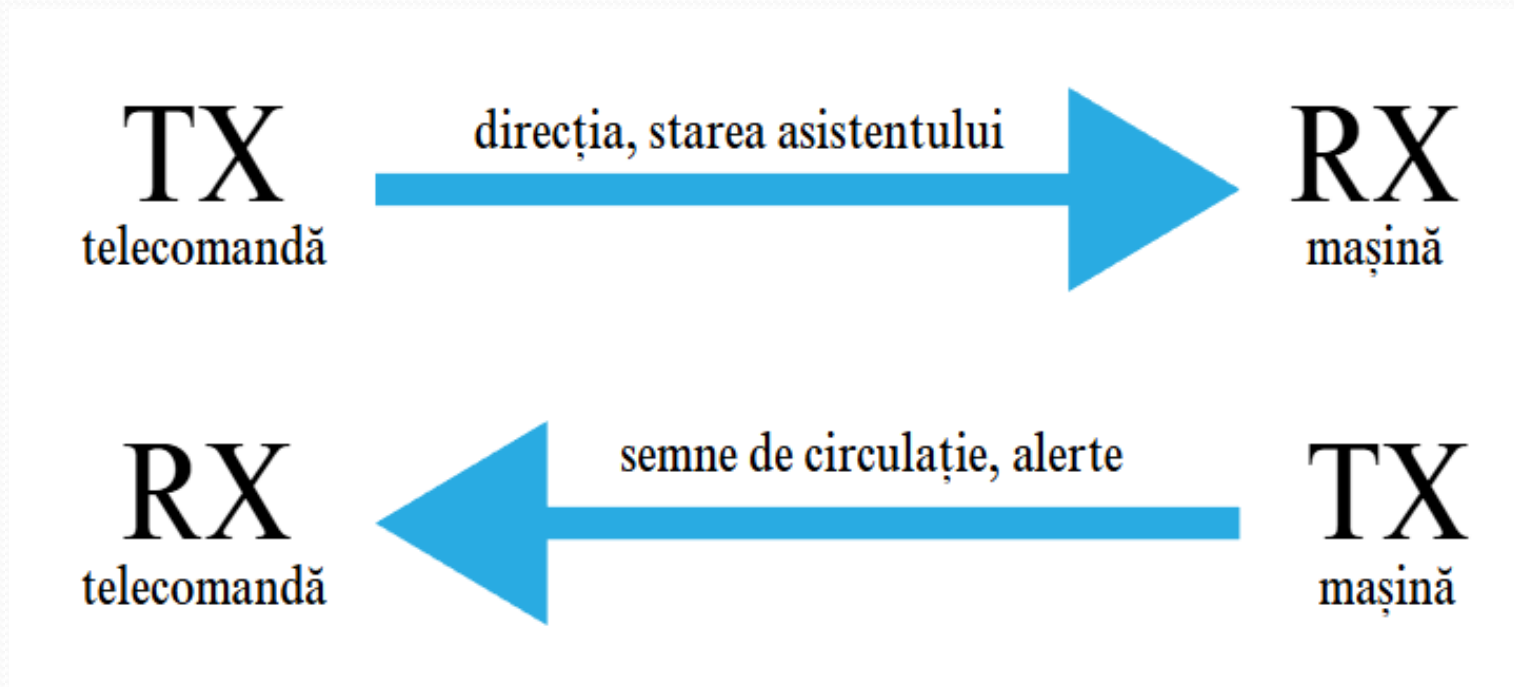 TX
telecomandă
direcția, starea asistentului
RX
mașină
RX
telecomandă
semne de circulație, alerte
TX
mașină